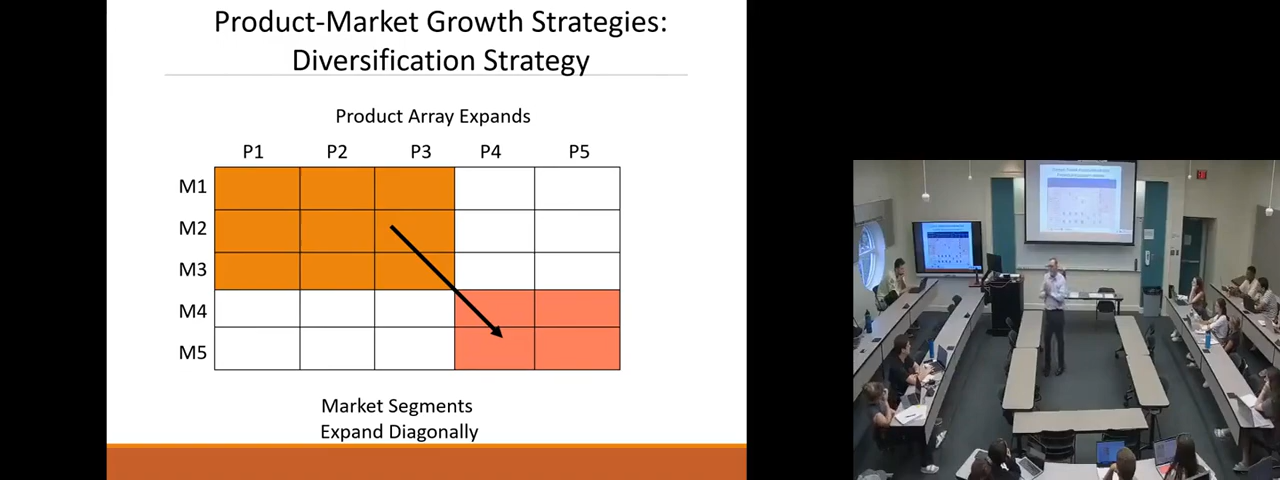 Product-Market Growth Strategies:
Diversification Strategy
Product Array Expands
P1 P2 P3 P4 P5
M1
M2
M3
M4
M5
Market Segments
Expand Diagonally